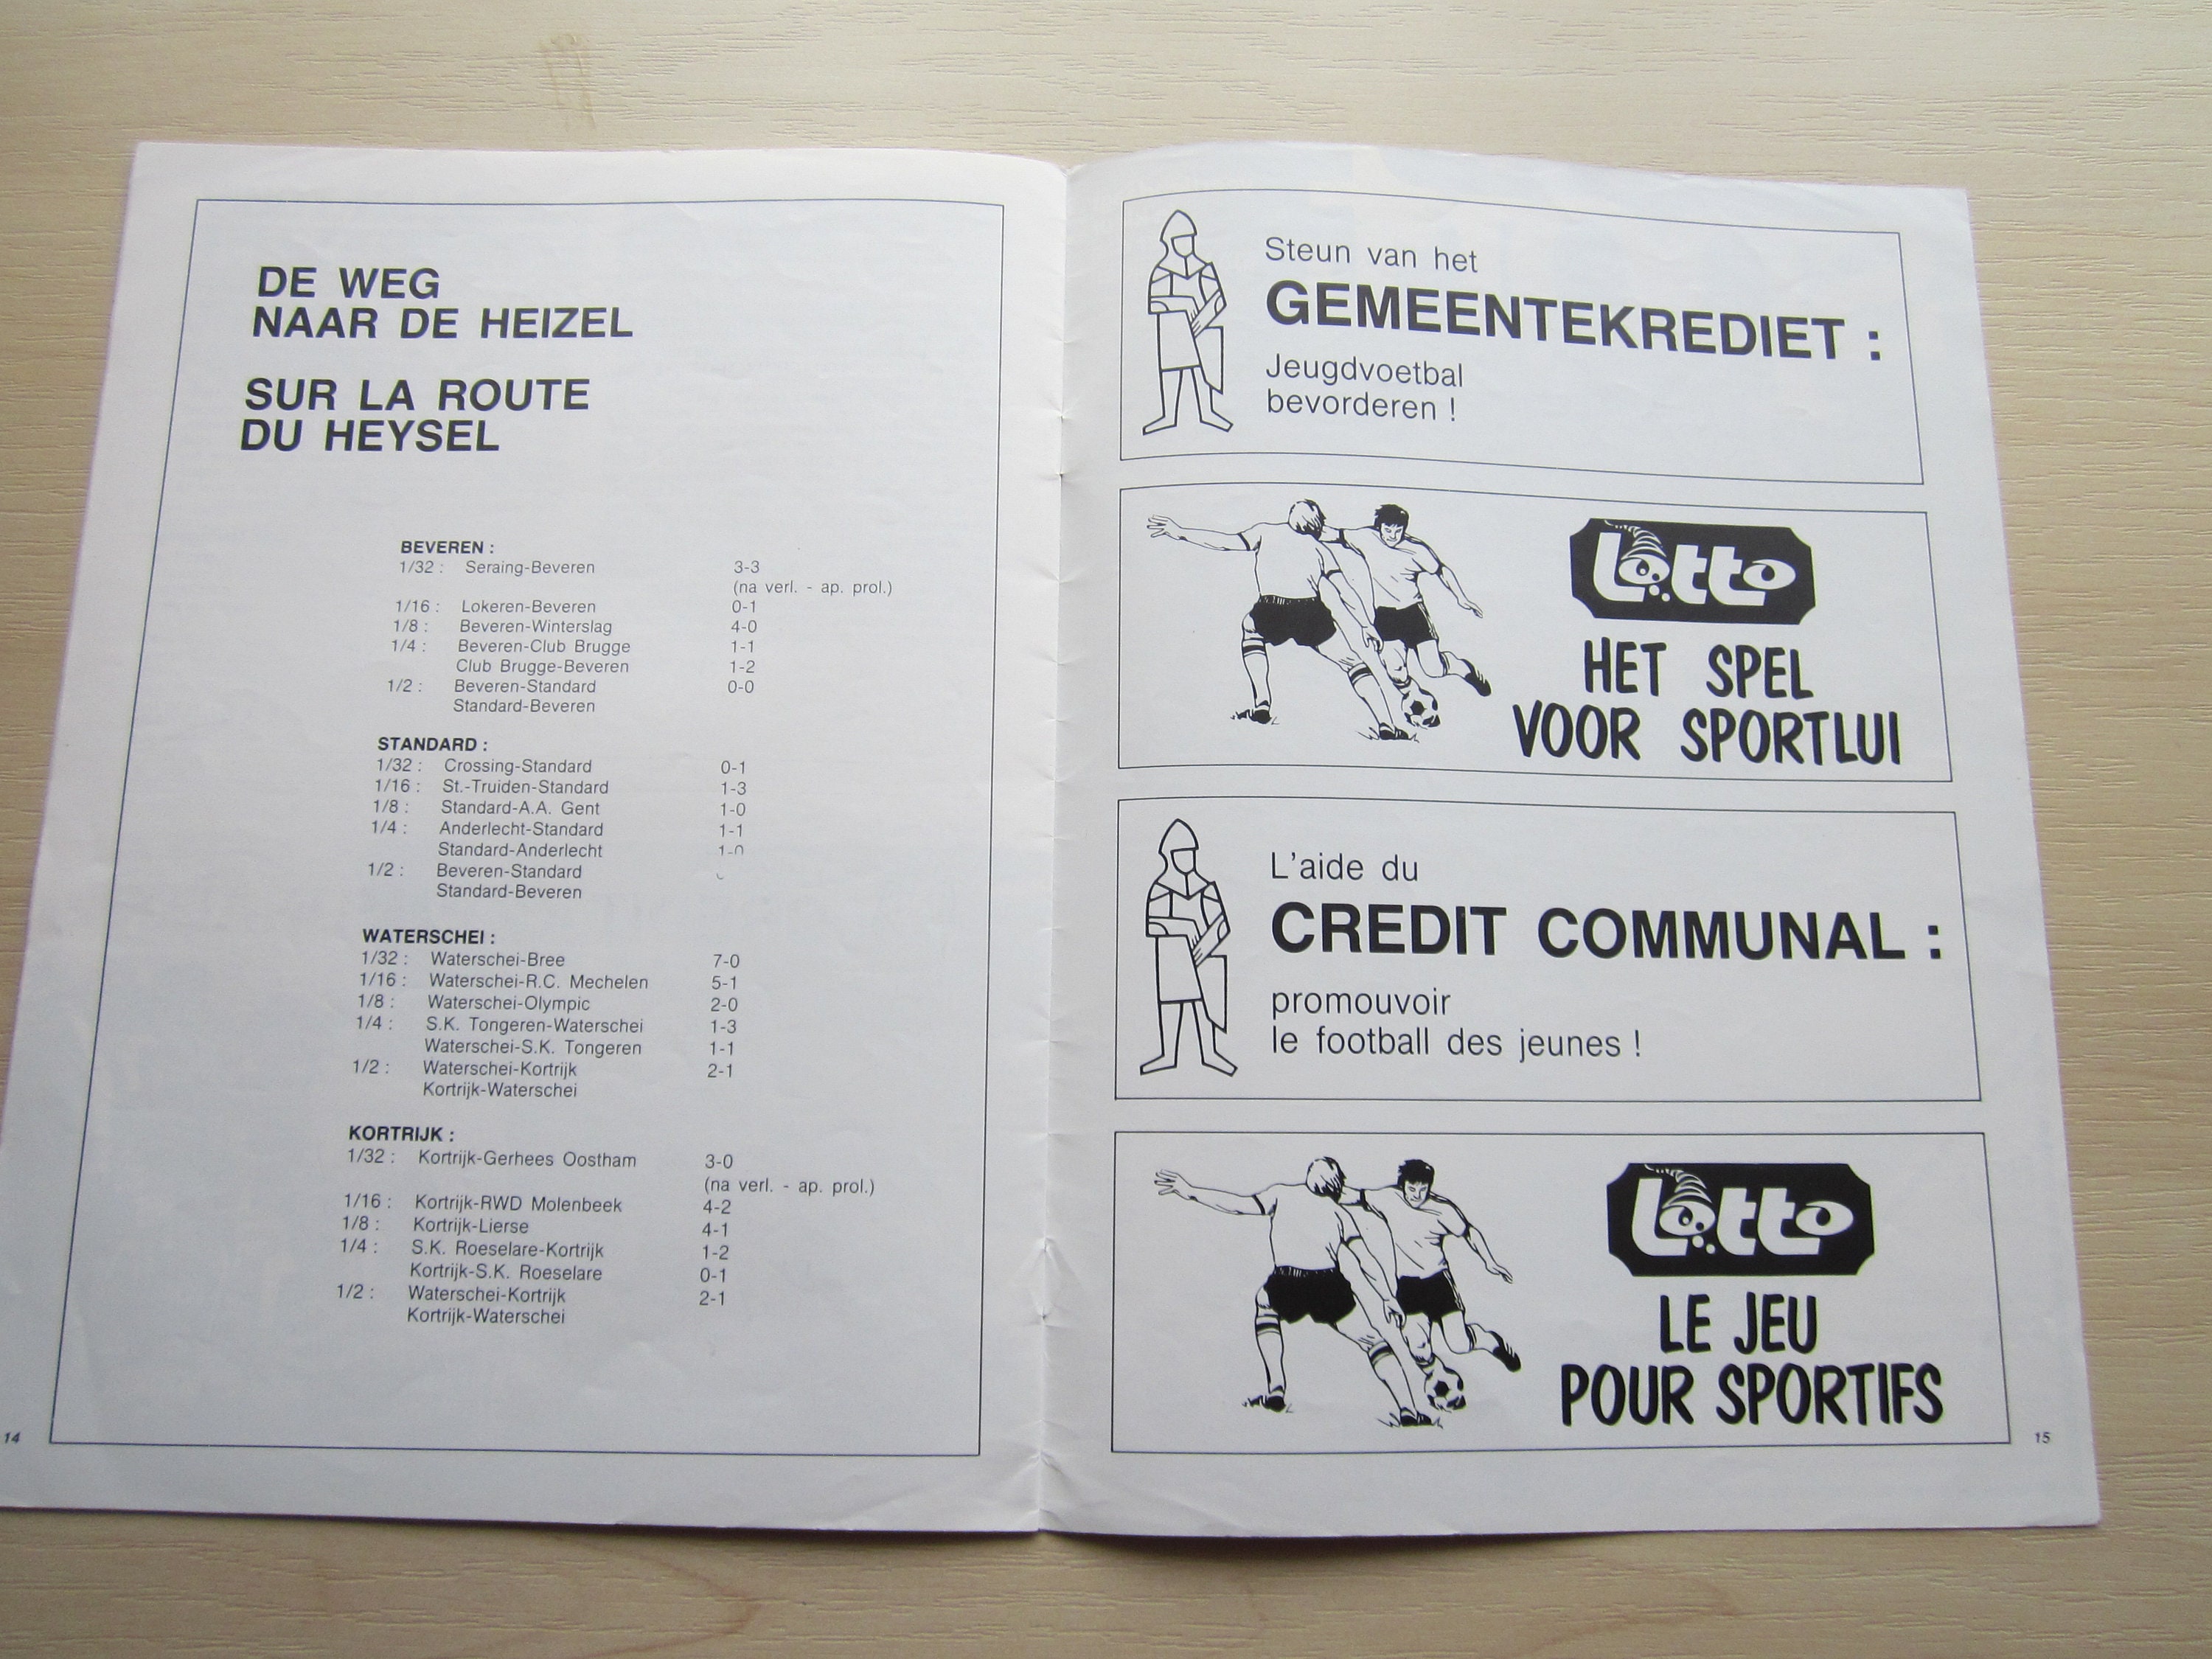 DE WEG
NAAR DE HEIZEL
SUR LA ROUTE
DU HEYSEL
BEVEREN :
1/32 : Seraing-Beveren 3-3
(na verl. - ap. prol.)
1/16 : Lokeren-Beveren 0-1
1/8 : Beveren-Winterslag 4-0
1/4 : Beveren-Club Brugge 1-1
Club Brugge-Beveren 1-2
1/2 : Beveren-Standard 0-0
Standard-Beveren
STANDARD :
1/32 : Crossing-Standard 0-1
1/16 : St.-Truiden-Standard 1-3
1/8 : Standard-A.A. Gent 1-0
1/4 : Anderlecht-Standard 1-1
Standard-Anderlecht 1-0
1/2 : Beveren-Standard
Standard-Beveren
WATERSCHEI :
1/32 : Waterschei-Bree 7-0
1/16 : Waterschei-R.C. Mechelen 5-1
1/8 : Waterschei-Olympic 2-0
1/4 : S.K. Tongeren-Waterschei 1-3
Waterschei-S.K. Tongeren 1-1
1/2 : Waterschei-Kortrijk 2-1
Kortrijk-Waterschei
KORTRIJK :
1/32 : Kortrijk-Gerhees Oostham 3-0
(na verl. - ap. prol.)
1/16 : Kortrijk-RWD Molenbeek 4-2
1/8 : Kortrijk-Lierse 4-1
1/4 : S.K. Roeselare-Kortrijk 1-2
Kortrijk-S.K. Roeselare 0-1
1/2 : Waterschei-Kortrijk 2-1
Kortrijk-Waterschei
14
Steun van het
GEMEENTEKREDIET :
Jeugdvoetbal
bevorderen !
Lotto
HET SPEL
VOOR SPORTLUI
L'aide du
CREDIT COMMUNAL :
promouvoir
le football des jeunes !
Lotto
LE JEU
POUR SPORTIFS
15